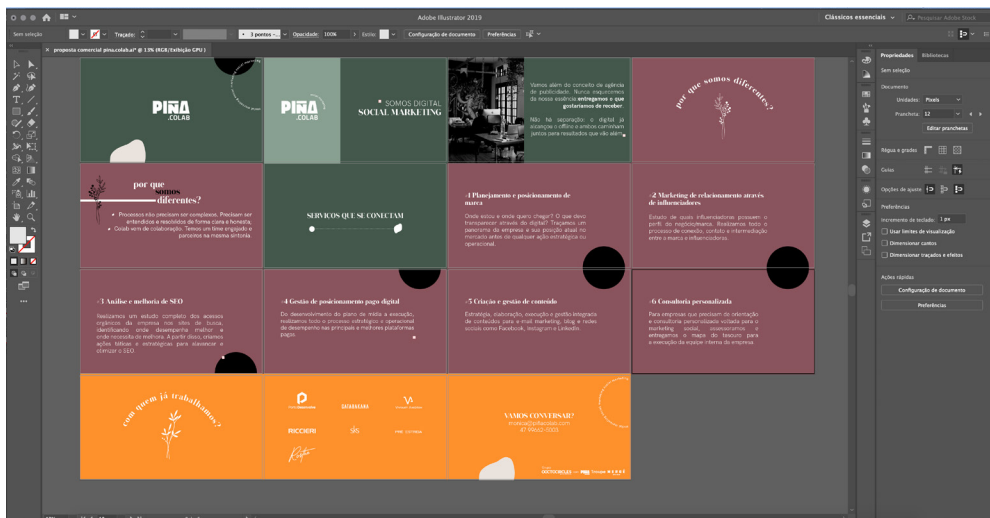 Adobe Illustrator 2019
Clássicos essenciais
Pesquisar Adobe Stock
Sem seleção
Traçado:
3 pontos -...
Opacidade:
100%
Estilo:
Configuração de documento
Preferências
proposta comercial pina.colab.ai* @ 13% (RGB/Exibição GPU)
PIÑA
.COLAB
PIÑA
.COLAB
SOMOS DIGITAL
SOCIAL MARKETING
Vamos além do conceito de agência
de publicidade. Nunca esquecemos
da nossa essência entregamos o que
gostaríamos de receber.
Não há separação: o digital já
alcançou o offline e ambos caminham
juntos para resultados que vão além.
por que somos diferentes?
por que
somos
diferentes?
Processos não precisam ser complexos. Precisam ser
entendidos e resolvidos de forma clara e honesta;
Colab vem de colaboração. Temos um time engajado e
parceiros na mesma sintonia.
SERVIÇOS QUE SE CONECTAM
1 Planejamento e posicionamento de
marca
Onde estou e onde quero chegar? O que devo
transparecer através do digital? Traçamos um
panorama da empresa e sua posição atual no
mercado antes de qualquer ação estratégica ou
operacional.
2 Marketing de relacionamento através
de influenciadores
Estudo de quais influenciadores possuem o
perfil do negócio/marca. Realizamos todo o
processo de conexão, contato e intermediação
entre a marca e influenciadores.
3 Análise e melhoria de SEO
Realizamos um estudo completo dos acessos
orgânicos da empresa nos sites de busca,
identificando onde desempenha melhor e
onde necessita de melhoria. A partir disso, criamos
ações táticas e estratégicas para alavancar e
otimizar o SEO.
4 Gestão de posicionamento pago digital
Do desenvolvimento do plano de mídia a execução,
realizamos todo o processo estratégico e operacional
de desempenho nas principais e melhores plataformas
pagas.
5 Criação e gestão de conteúdo
Estratégia, elaboração, execução e gestão integrada
de conteúdos para e-mail marketing, blog e redes
sociais como Facebook, Instagram e Linkedin.
6 Consultoria personalizada
Para empresas que precisam de orientação
e consultoria personalizada voltada para o
marketing social, assessoramos e
entregamos o mapa do tesouro para
a execução da equipe interna da empresa.
com quem já trabalhamos?
RICCIERI
VAMOS CONVERSAR?
Propriedades
Bibliotecas
Sem seleção
Documento
Unidades:
Pixels
Prancheta:
12
Editar pranchetas
Régua e grades
Guias
Opções de ajuste
Preferências
Incremento de teclado:
1 px
Usar limites de visualização
Dimensionar cantos
Dimensionar traçados e efeitos
Ações rápidas
Configuração de documento
Preferências